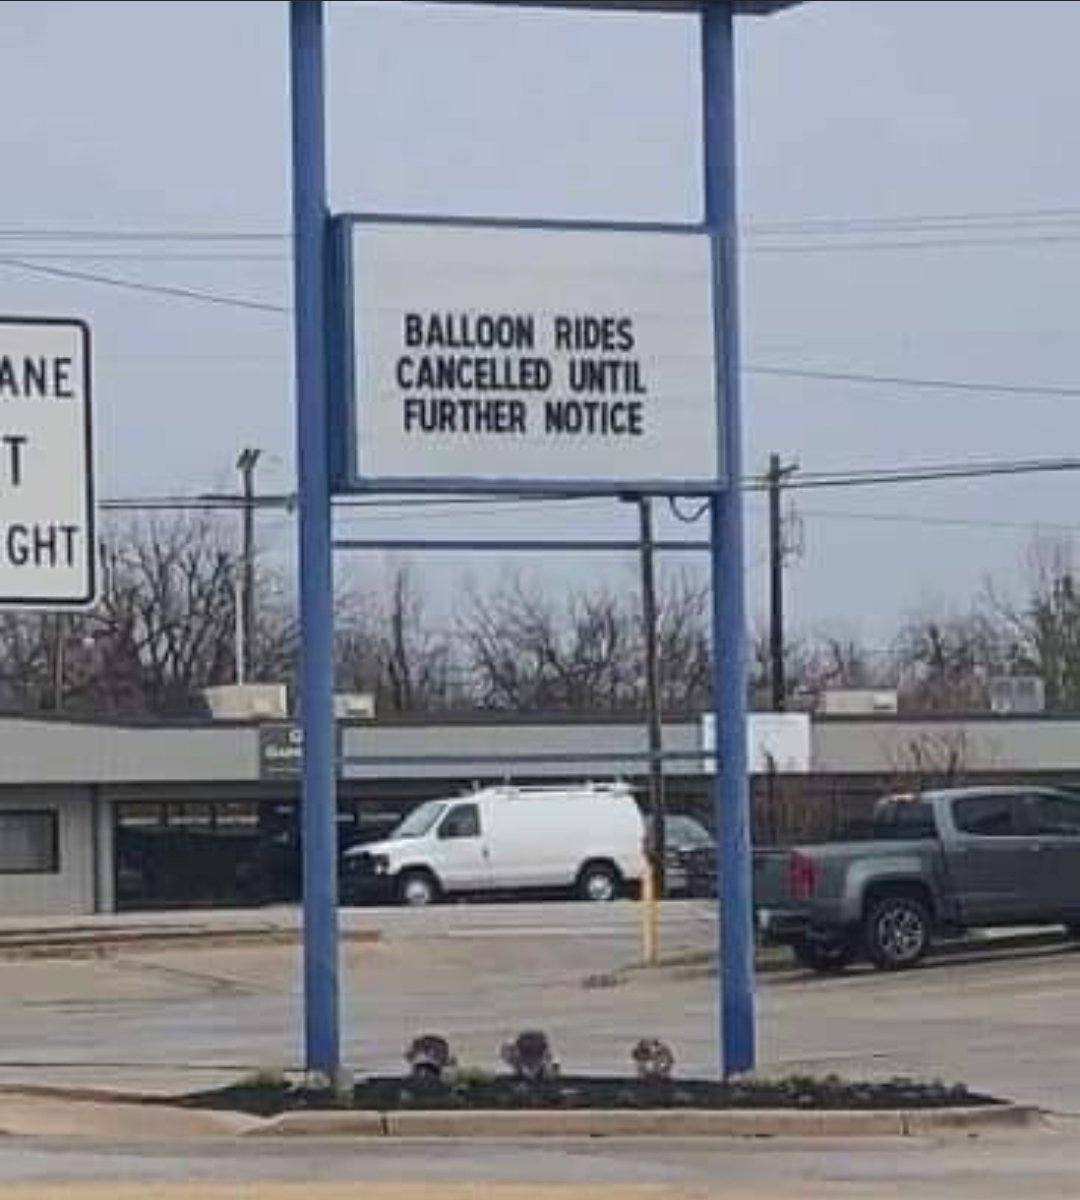 BALLOON RIDES
CANCELLED UNTIL
FURTHER NOTICE
ANE
T
GHT